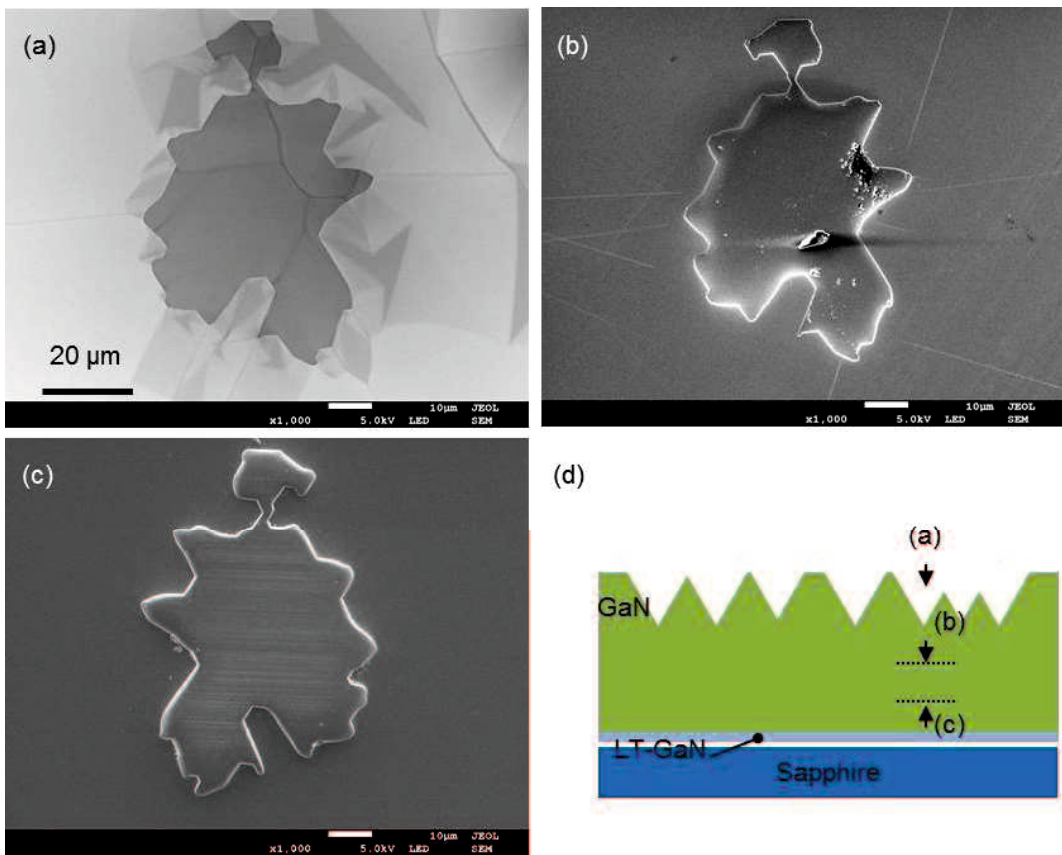 (a)
20 µm
10µm JEOL
x1,000 5.0kV LED SEM
(b)
10µm JEOL
x1,000 5.0kV LED SEM
(c)
10µm JEOL
x1,000 5.0kV LED SEM
(d)
(a)
GaN
(b)
(c)
LT-GaN
Sapphire